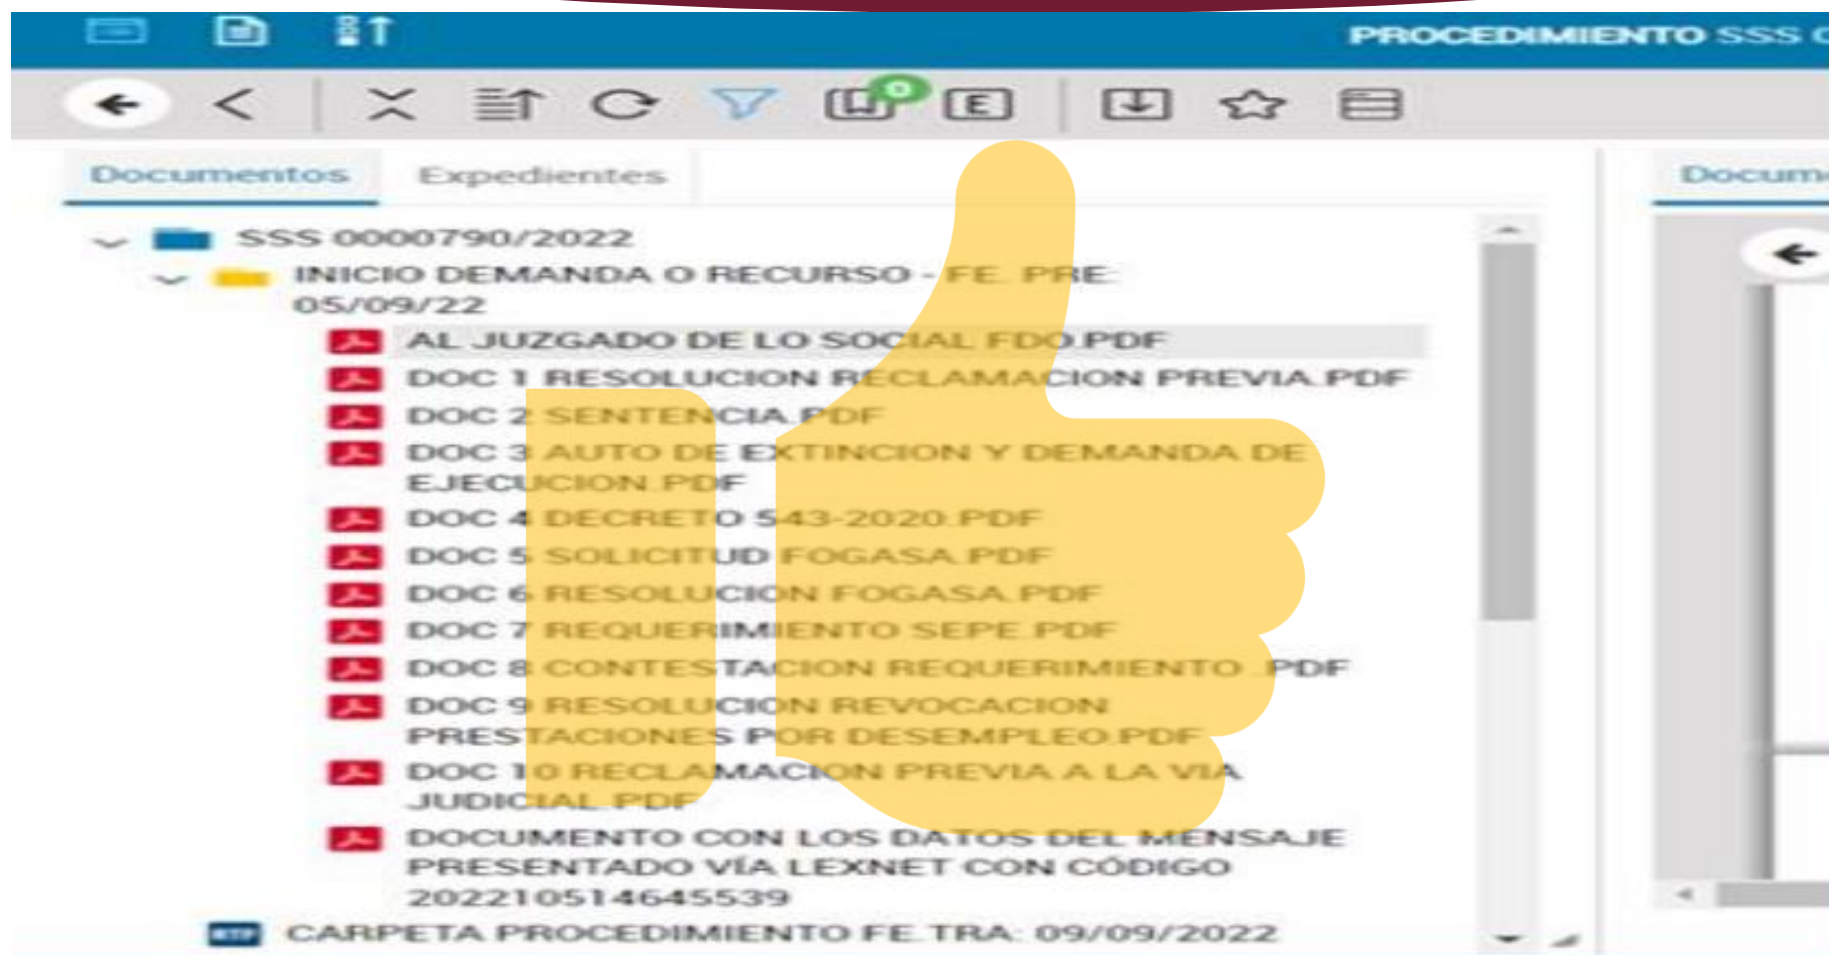 PROCEDIMIENTO SSS
0
E
Documentos
Expedientes
SSS 0000790/2022
INICIO DEMANDA O RECURSO - FE. PRE:
05/09/22
AL JUZGADO DE LO SOCIAL FDO.PDF
DOC 1 RESOLUCION RECLAMACION PREVIA.PDF
DOC 2 SENTENCIA.PDF
DOC 3 AUTO DE EXTINCION Y DEMANDA DE
EJECUCION.PDF
DOC 4 DECRETO 543-2020.PDF
DOC 5 SOLICITUD FOGASA.PDF
DOC 6 RESOLUCION FOGASA.PDF
DOC 7 REQUERIMIENTO SEPE.PDF
DOC 8 CONTESTACION REQUERIMIENTO .PDF
DOC 9 RESOLUCION REVOCACION
PRESTACIONES POR DESEMPLEO.PDF
DOC 10 RECLAMACION PREVIA A LA VIA
JUDICIAL.PDF
DOCUMENTO CON LOS DATOS DEL MENSAJE
PRESENTADO VÍA LEXNET CON CÓDIGO
202210514645539
CARPETA PROCEDIMIENTO FE.TRA: 09/09/2022